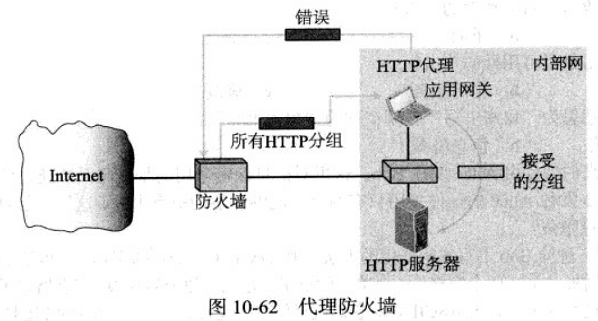 错误
HTTP代理
内部网
应用网关
所有HTTP分组
Internet
接受
的分组
防火墙
HTTP服务器
图 10-62 代理防火墙